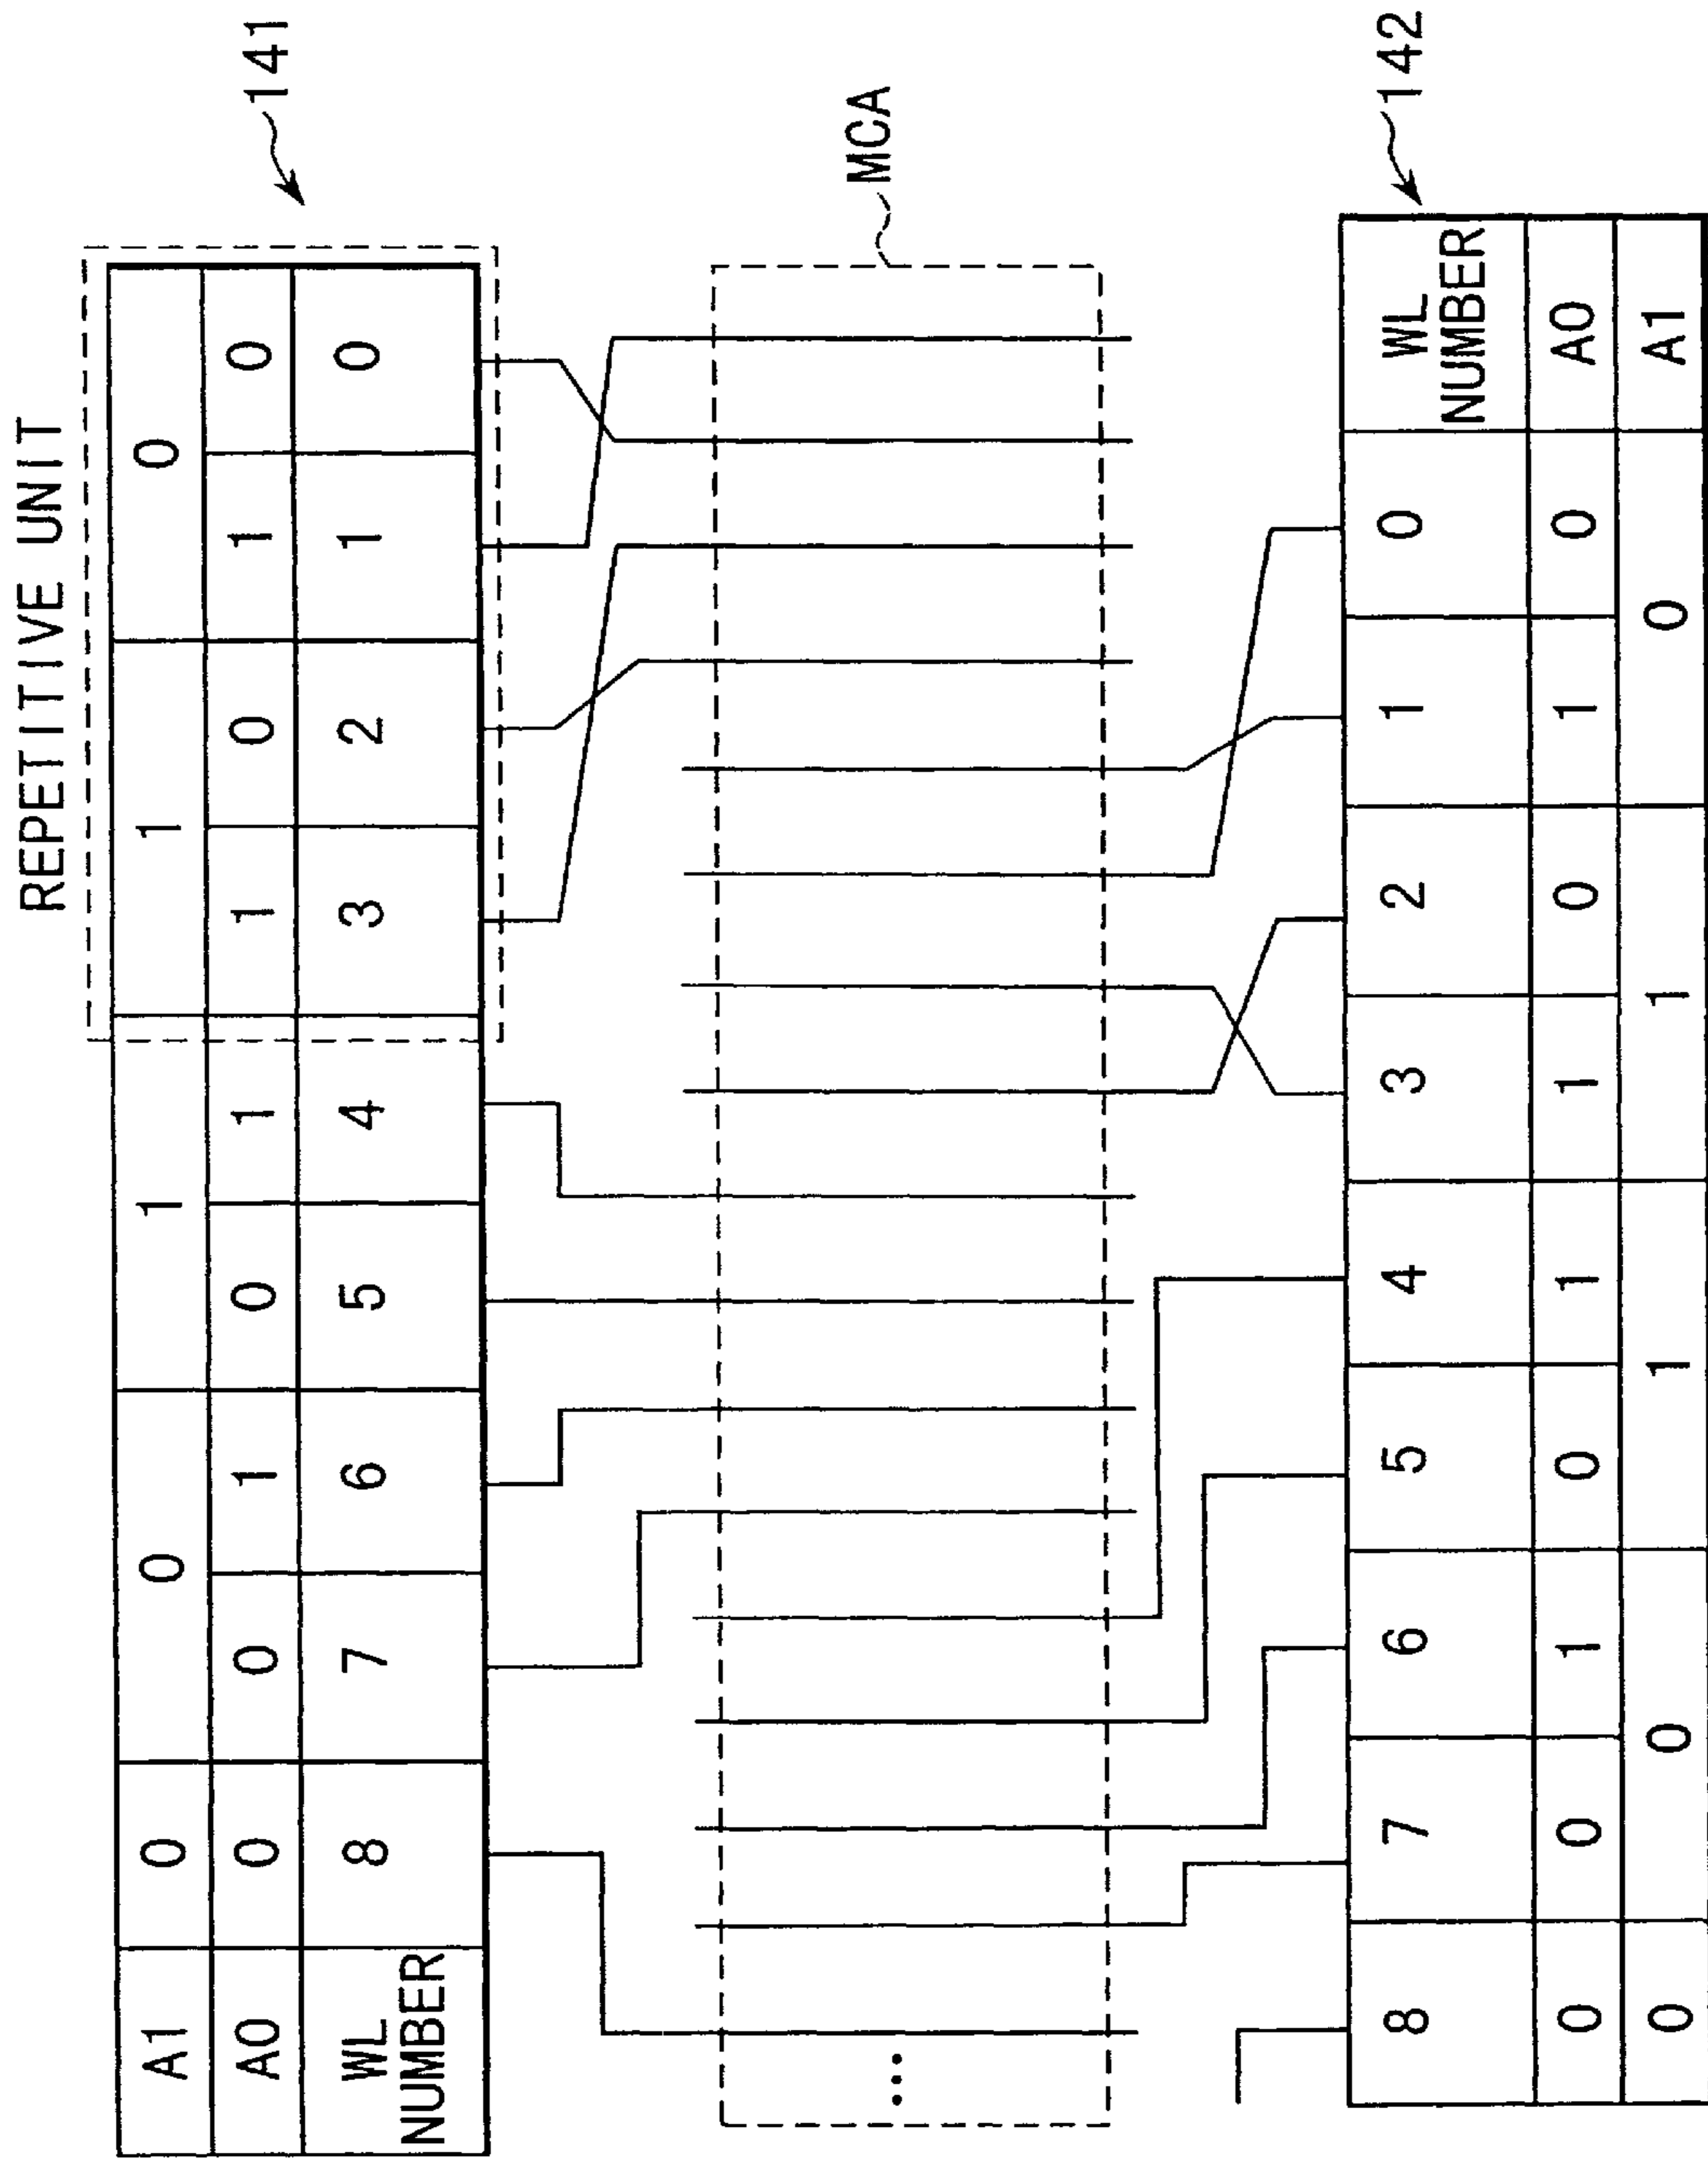 REPETITIVE UNIT
A1 0 0 1 1 0
A0 0 0 1 0 1 1 0 1 0
WL NUMBER 8 7 6 5 4 3 2 1 0
141
MCA
...
142
8 7 6 5 4 3 2 1 0 WL NUMBER
0 0 1 0 1 1 0 1 0 A0
0 0 1 1 0 A1